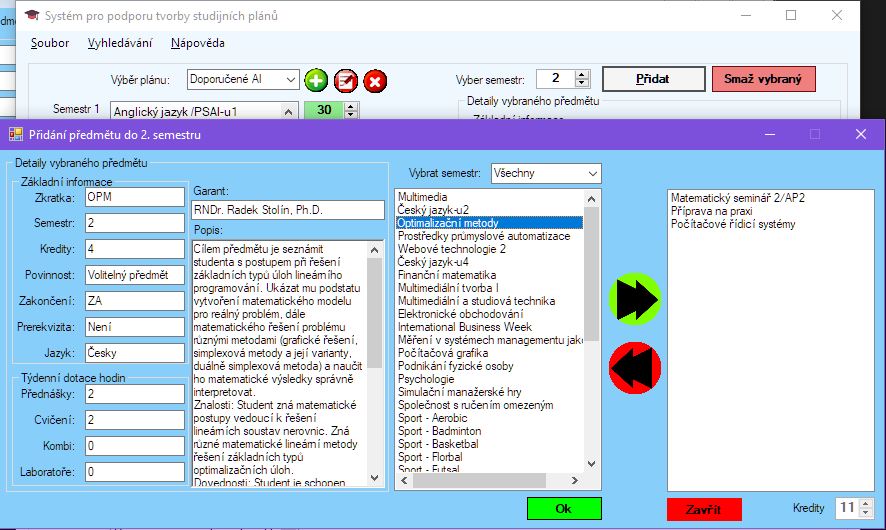 Systém pro podporu tvorby studijních plánů
Soubor Vyhledávání Nápověda
Výběr plánu: Doporučené AI
Vyber semestr: 2 Přidat Smaž vybraný
Semestr 1 Anglický jazyk /PSAI-u1 30
Detaily vybraného předmětu
Základní informace
Přidání předmětu do 2. semestru
Detaily vybraného předmětu
Základní informace
Zkratka: OPM
Semestr: 2
Kredity: 4
Povinnost: Volitelný předmět
Zakončení: ZA
Prerekvizita: Není
Jazyk: Česky
Týdenní dotace hodin
Přednášky: 2
Cvičení: 2
Kombi: 0
Laboratoře: 0
Garant:
RNDr. Radek Stolín, Ph.D.
Popis:
Cílem předmětu je seznámit
studenta s postupem při řešení
základních typů úloh lineárního
programování. Ukázat mu podstatu
vytvoření matematického modelu
pro reálný problém, dále
matematického řešení problému
různými metodami (grafické řešení,
simplexová metody a její varianty,
duálně simplexová metoda) a naučit
ho matematické výsledky správně
interpretovat.
Znalosti: Student zná matematické
postupy vedoucí k řešení
lineárních soustav nerovnic. Zná
různé matematické lineární metody
řešení základních typů
optimalizačních úloh.
Dovednosti: Student je schopen
Vybrat semestr: Všechny
Multimedia
Český jazyk-u2
Optimalizační metody
Prostředky průmyslové automatizace
Webové technologie 2
Český jazyk-u4
Finanční matematika
Multimediální tvorba I
Multimediální a studiová technika
Elektronické obchodování
International Business Week
Měření v systémech managementu jako
Počítačová grafika
Podnikání fyzické osoby
Psychologie
Simulační manažerské hry
Společnost s ručením omezeným
Sport - Aerobic
Sport - Badminton
Sport - Basketbal
Sport - Florbal
Sport - Futsal
Ok
Matematický seminář 2/AP2
Příprava na praxi
Počítačové řídicí systémy
Zavřít
Kredity 11